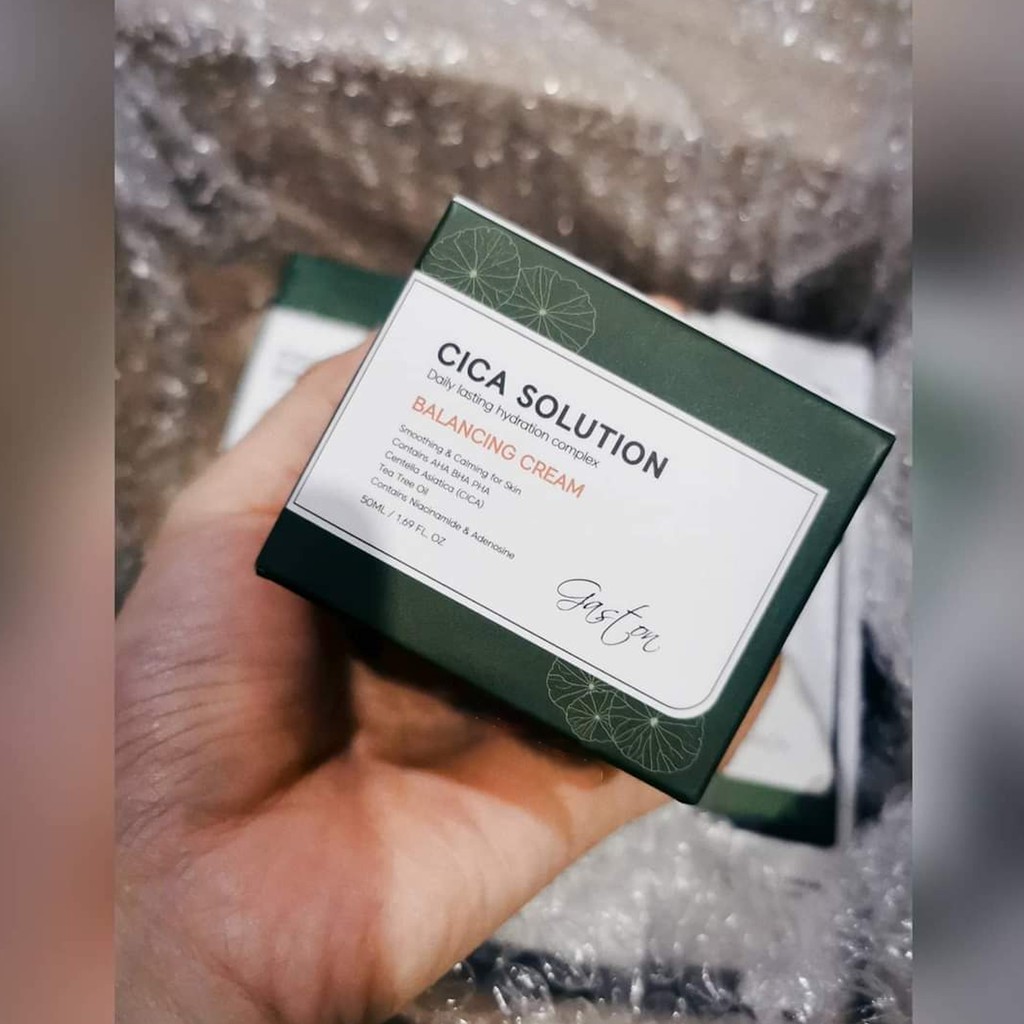 CICA SOLUTION
Daily lasting hydration complex
BALANCING CREAM
Smoothing & Calming for Skin
Contains AHA BHA PHA
Centella Asiatica (CICA)
Tea Tree Oil
Contains Niacinamide & Adenosine
50ML / 1.69 FL. OZ
Gaston